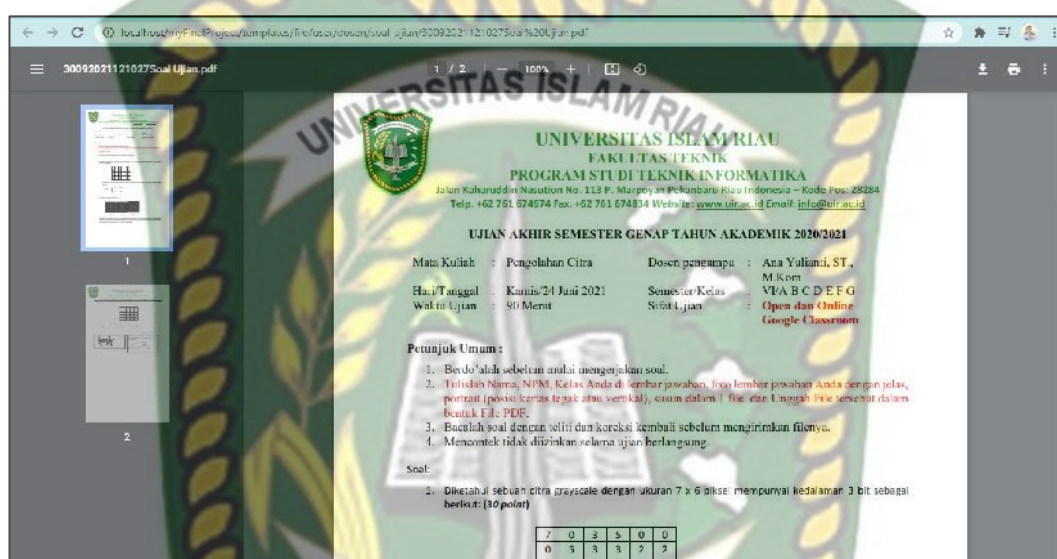 localhost/myFinalProject/templates/file/user/dosen/soal_ujian/30092021121027Soal%20Ujian.pdf
30092021121027Soal Ujian.pdf
1 / 2
100%
UNIVERSITAS ISLAM RIAU
1
2
UNIVERSITAS ISLAM RIAU
FAKULTAS TEKNIK
PROGRAM STUDI TEKNIK INFORMATIKA
Jalan Kaharuddin Nasution No. 113 P. Marpoyan Pekanbaru Riau Indonesia – Kode Pos: 28284
Telp. +62 761 674574 Fax. +62 761 674834 Website: www.uir.ac.id Email: info@uir.ac.id
UJIAN AKHIR SEMESTER GENAP TAHUN AKADEMIK 2020/2021
Mata Kuliah : Pengolahan Citra Dosen pengampu : Ana Yulianti, ST., M.Kom
Hari/Tanggal : Kamis/24 Juni 2021 Semester/Kelas : VI/A B C D E F G
Waktu Ujian : 90 Menit Sifat Ujian : Open dan Online Google Classroom
Petunjuk Umum :
1. Berdo'alah sebelum mulai mengerjakan soal.
2. Tulislah Nama, NPM, Kelas Anda di lembar jawaban, foto lembar jawaban Anda dengan jelas,
portrait (posisi kertas tegak atau vertikal), susun dalam 1 file dan Unggah File tersebut dalam
bentuk File PDF.
3. Bacalah soal dengan teliti dan koreksi kembali sebelum mengirimkan filenya.
4. Mencontek tidak diizinkan selama ujian berlangsung.
Soal:
1. Diketahui sebuah citra grayscale dengan ukuran 7 x 6 piksel mempunyai kedalaman 3 bit sebagai
berikut: (30 point)
7 0 3 5 0 0
0 3 3 3 2 2